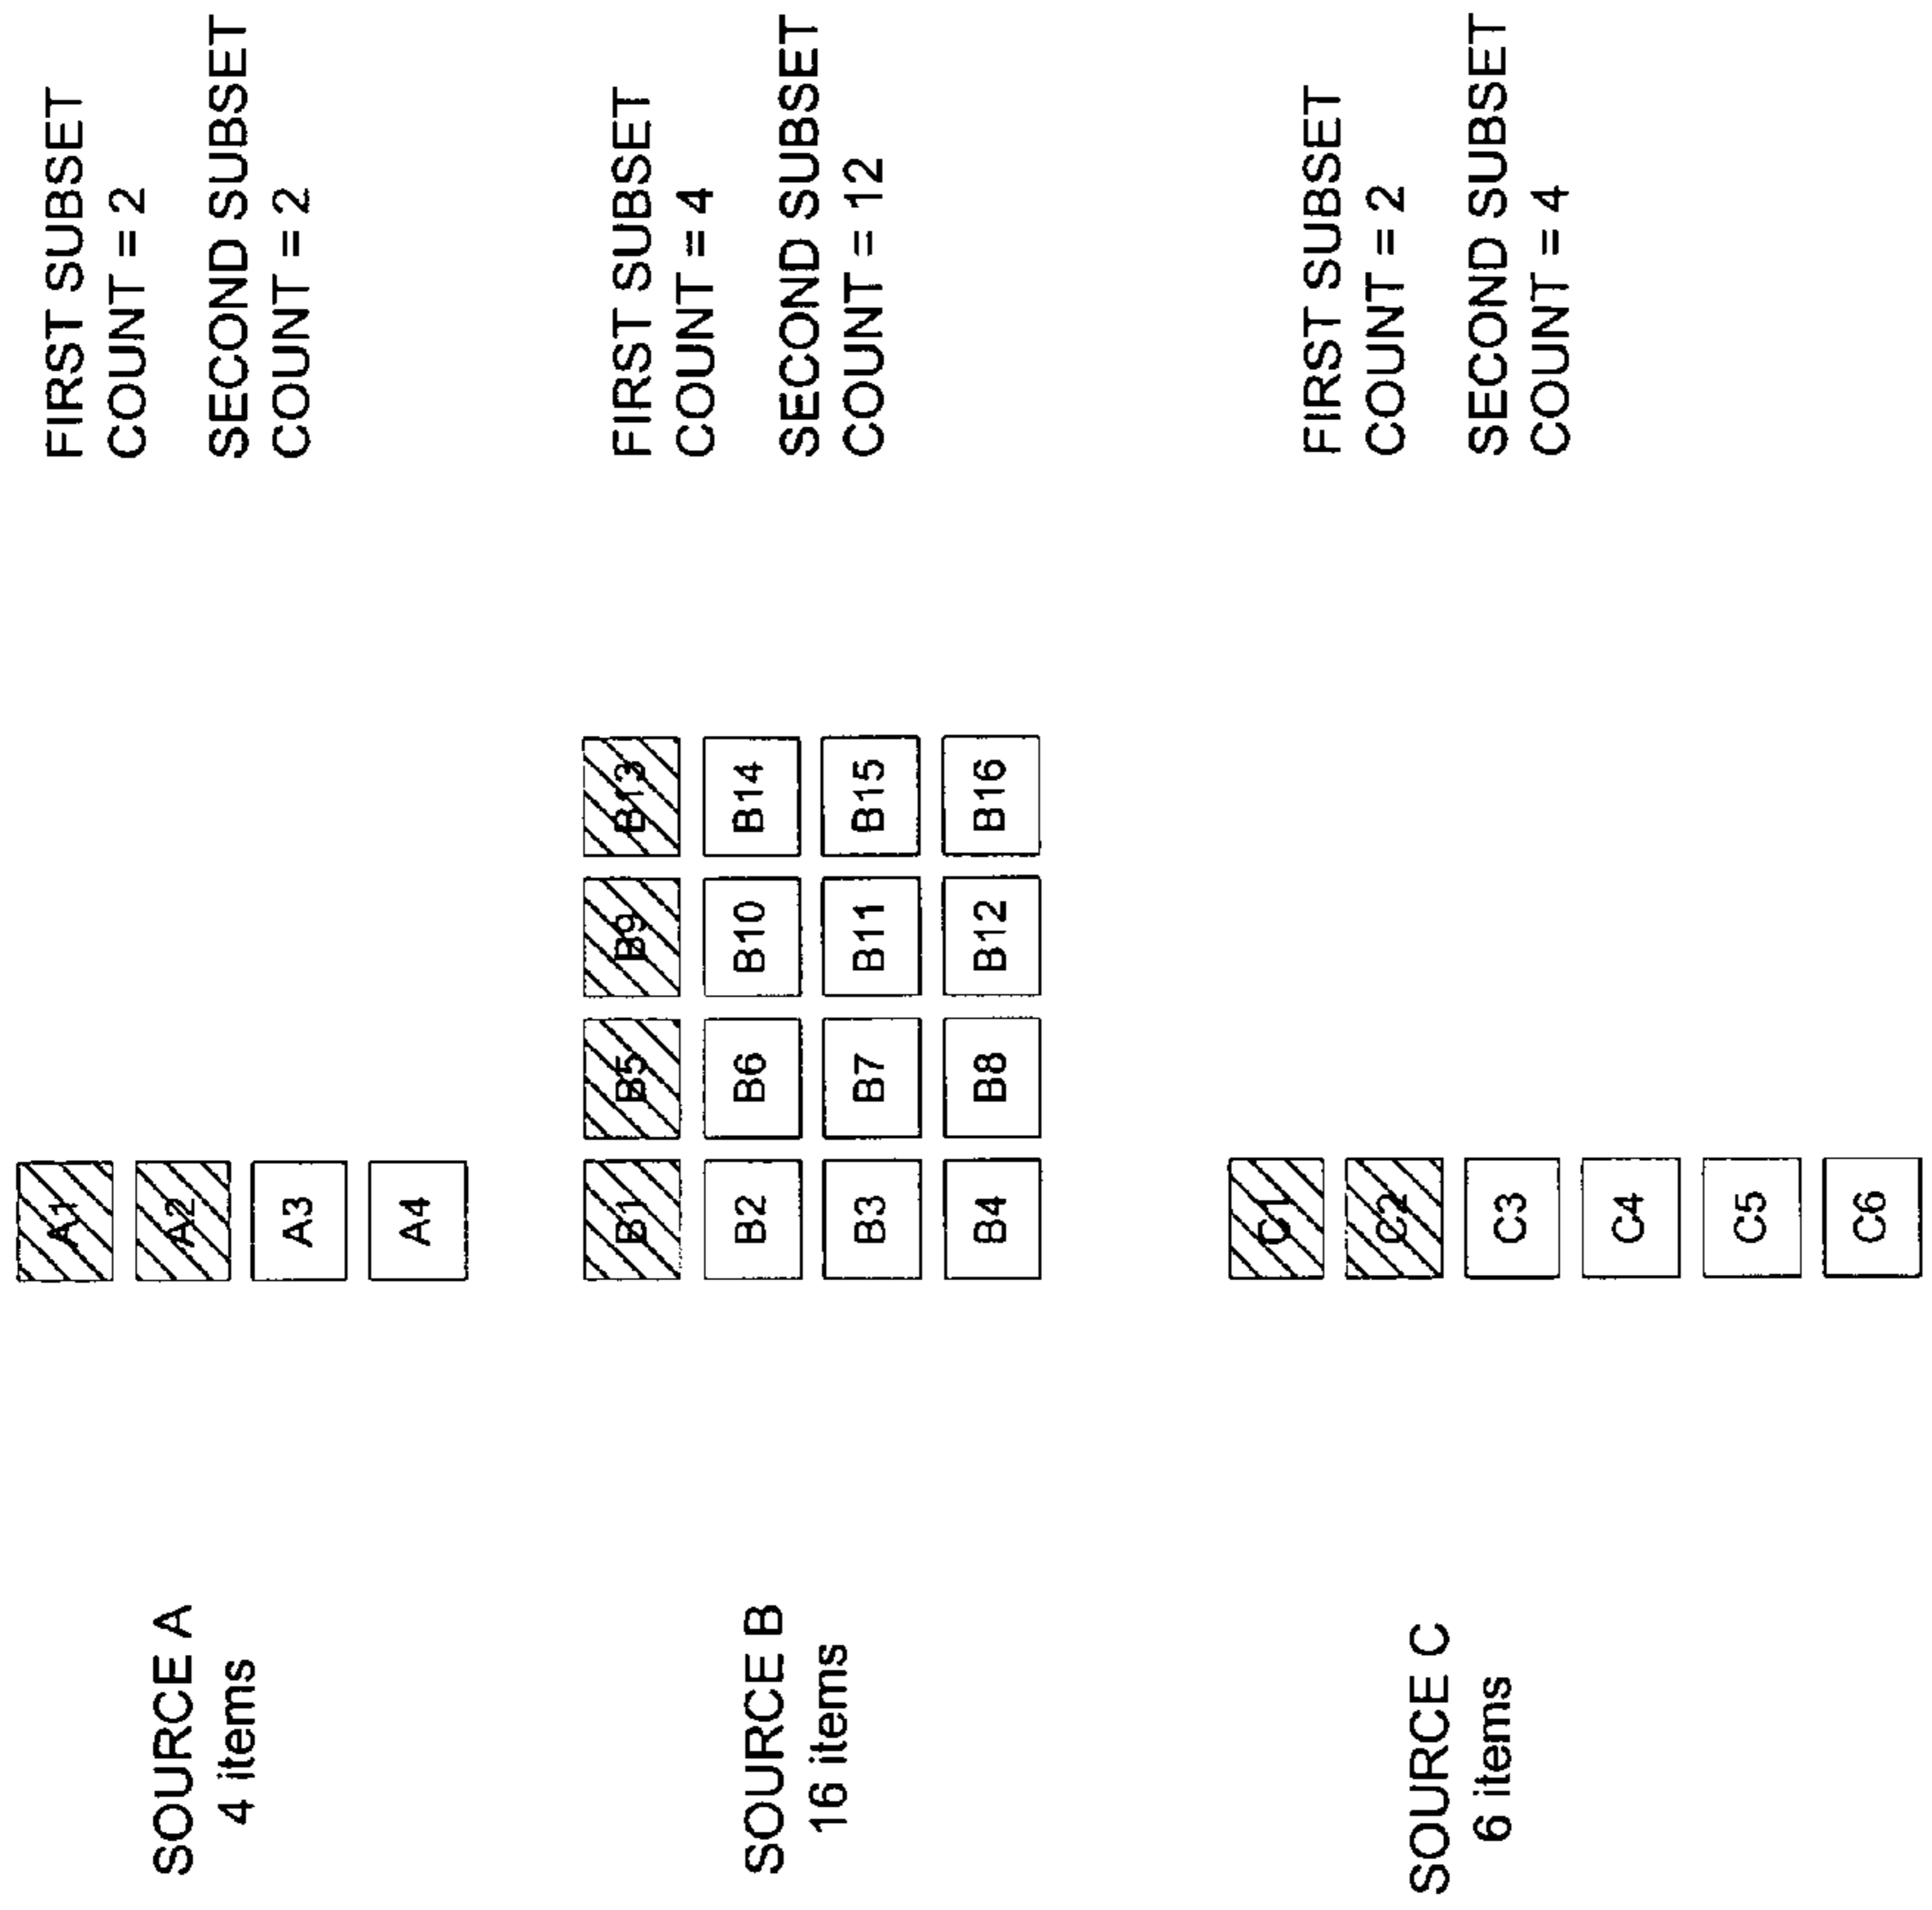 SOURCE A
4 items
A1
A2
A3
A4
FIRST SUBSET
COUNT = 2
SECOND SUBSET
COUNT = 2
SOURCE B
16 items
B1 B5 B9 B13
B2 B6 B10 B14
B3 B7 B11 B15
B4 B8 B12 B16
FIRST SUBSET
COUNT = 4
SECOND SUBSET
COUNT = 12
SOURCE C
6 items
C1
C2
C3
C4
C5
C6
FIRST SUBSET
COUNT = 2
SECOND SUBSET
COUNT = 4